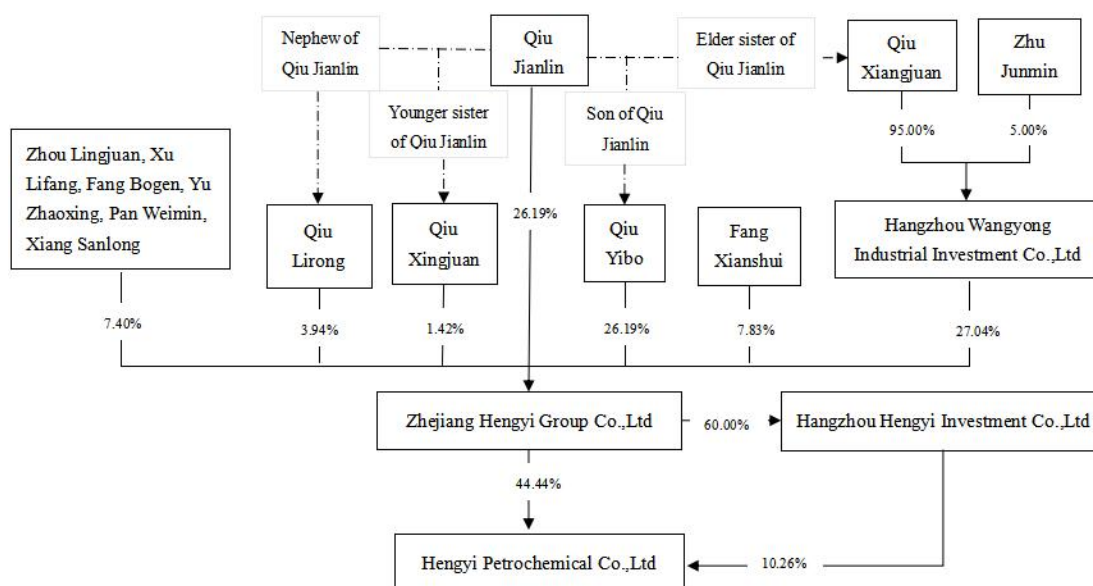 Nephew of
Qiu Jianlin
Qiu
Jianlin
Elder sister of
Qiu Jianlin
Qiu
Xiangjuan
Zhu
Junmin
Younger sister
of Qiu Jianlin
Son of Qiu
Jianlin
95.00%
5.00%
Zhou Lingjuan, Xu
Lifang, Fang Bogen, Yu
Zhaoxing, Pan Weimin,
Xiang Sanlong
26.19%
Qiu
Lirong
Qiu
Xingjuan
Qiu
Yibo
Fang
Xianshui
Hangzhou Wangyong
Industrial Investment Co.,Ltd
7.40%
3.94%
1.42%
26.19%
7.83%
27.04%
Zhejiang Hengyi Group Co.,Ltd
60.00%
Hangzhou Hengyi Investment Co.,Ltd
44.44%
Hengyi Petrochemical Co.,Ltd
10.26%